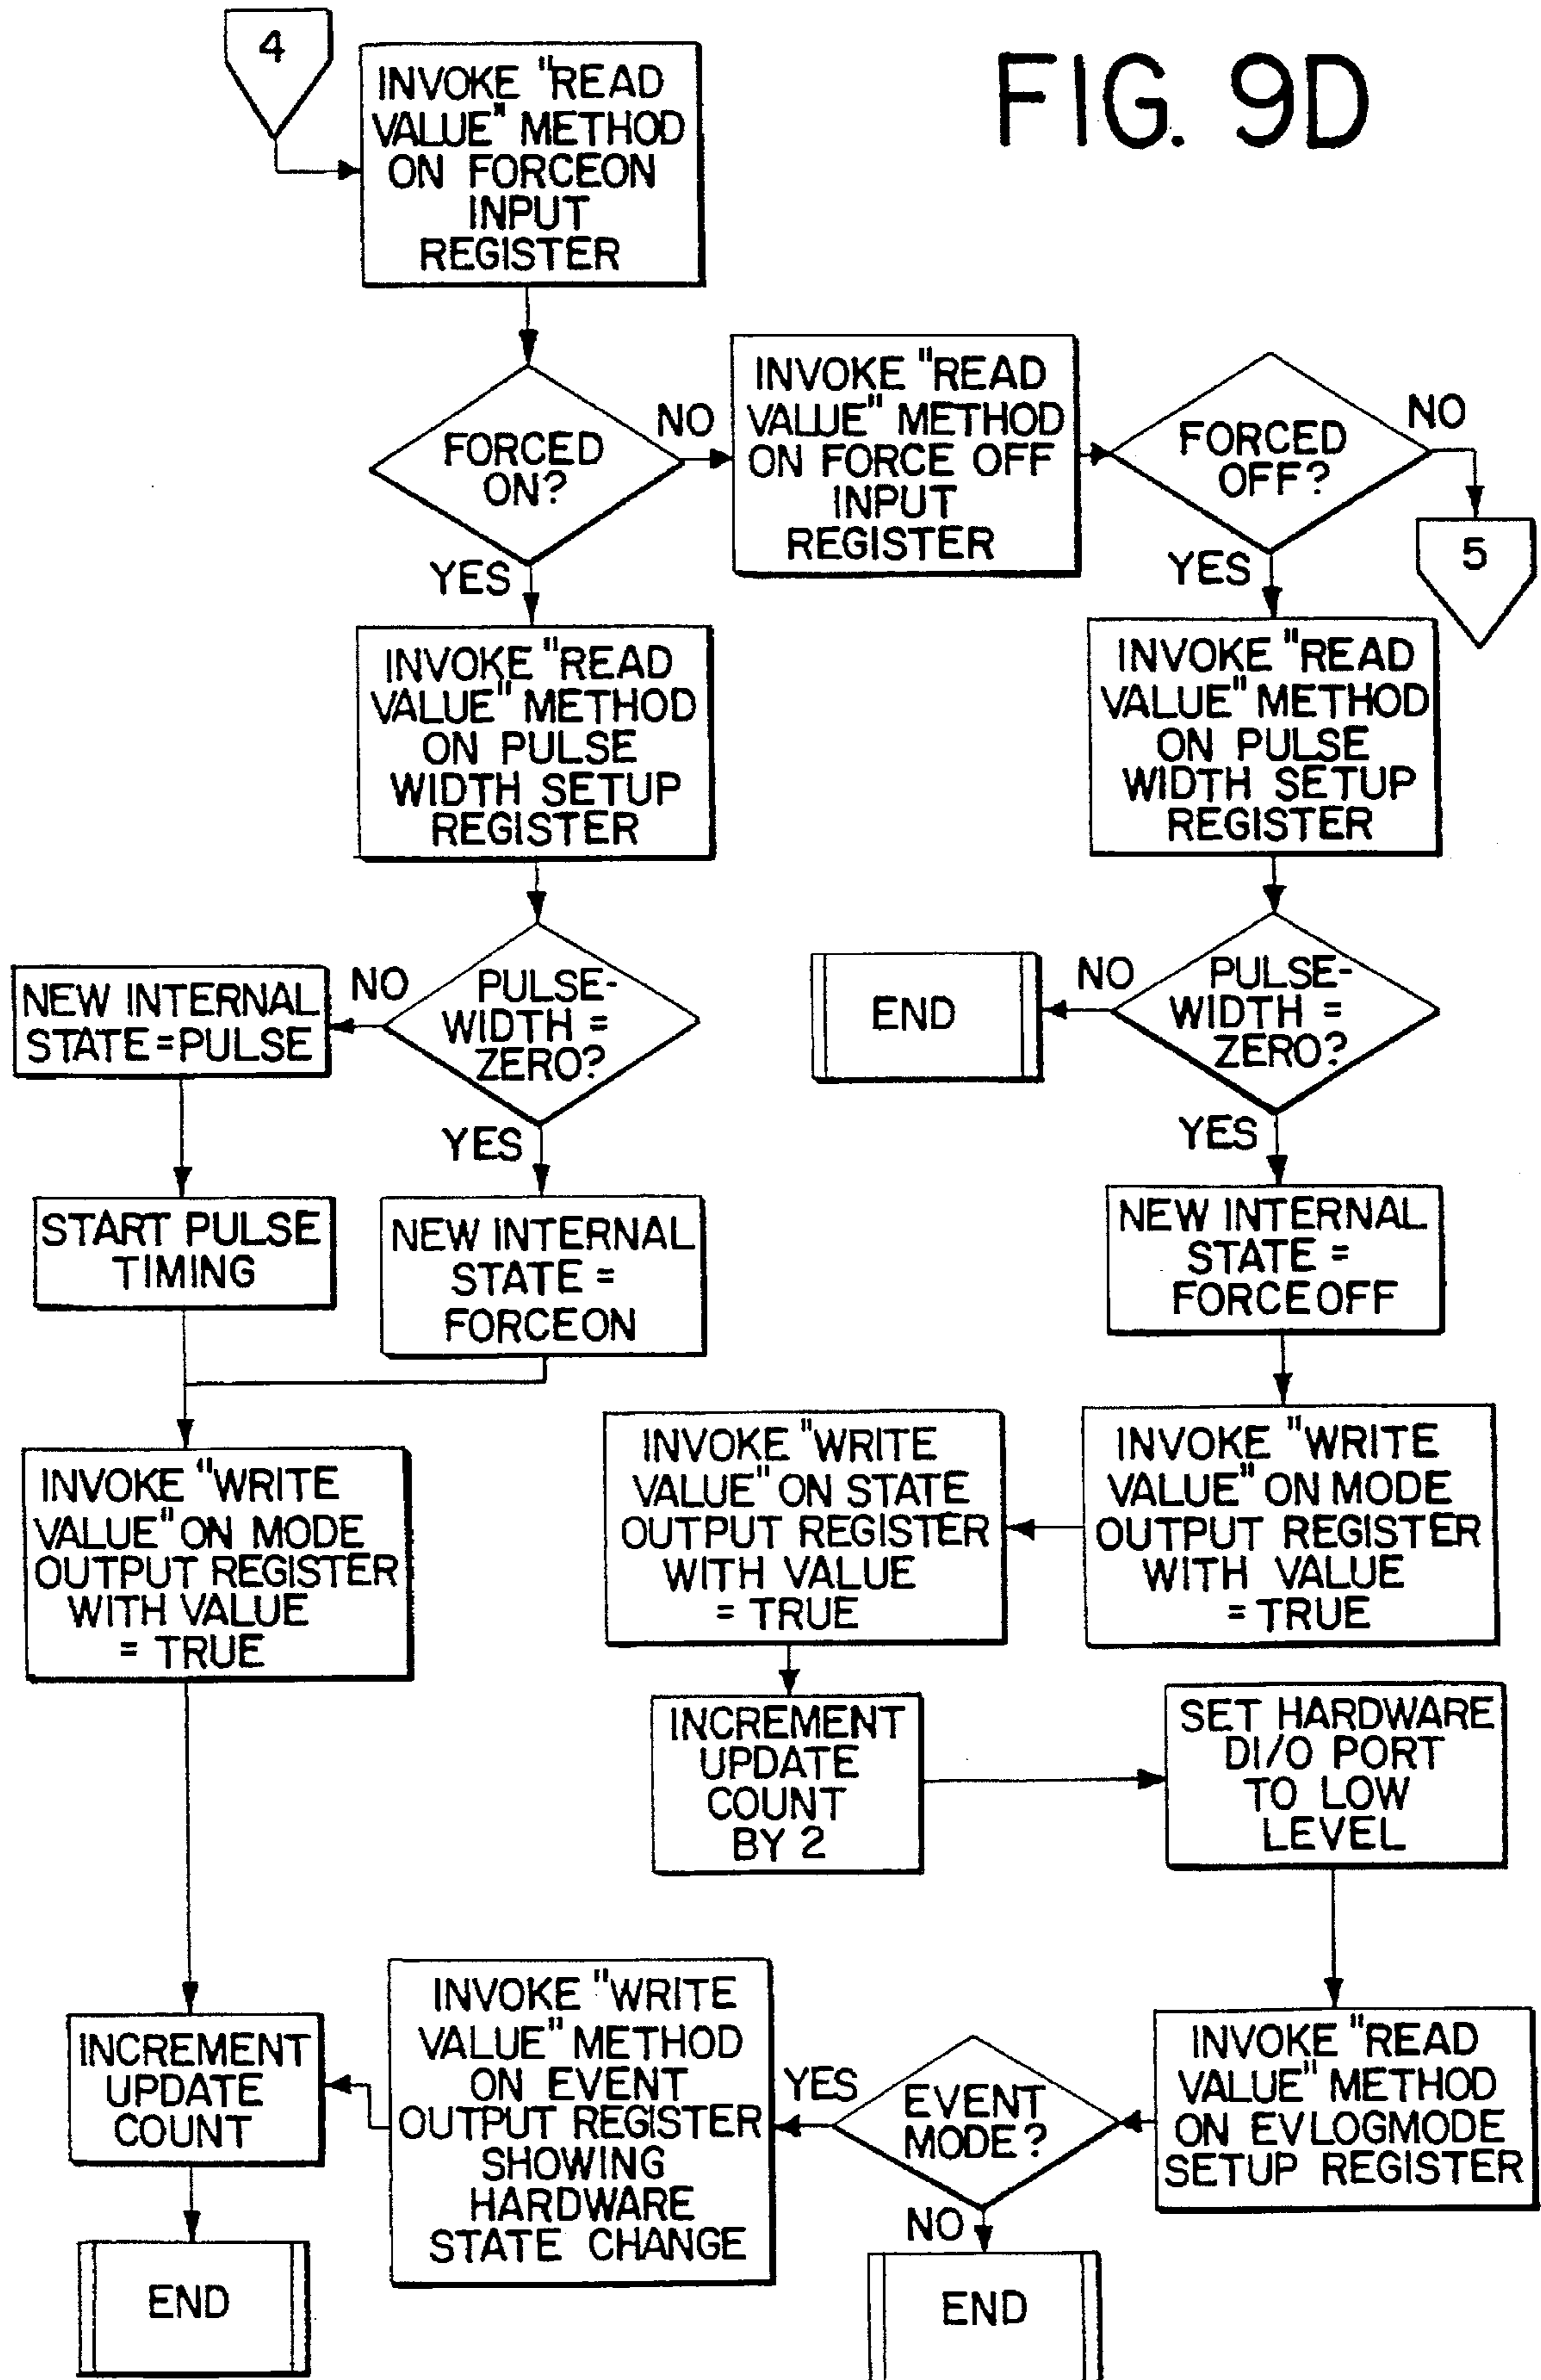 FIG. 9D
4
INVOKE "READ
VALUE" METHOD
ON FORCEON
INPUT
REGISTER
FORCED
ON?
NO
INVOKE "READ
VALUE" METHOD
ON FORCE OFF
INPUT
REGISTER
FORCED
OFF?
NO
5
YES
YES
INVOKE "READ
VALUE" METHOD
ON PULSE
WIDTH SETUP
REGISTER
INVOKE "READ
VALUE" METHOD
ON PULSE
WIDTH SETUP
REGISTER
NEW INTERNAL
STATE=PULSE
NO
PULSE-
WIDTH =
ZERO?
END
NO
PULSE-
WIDTH =
ZERO?
YES
YES
START PULSE
TIMING
NEW INTERNAL
STATE =
FORCEON
NEW INTERNAL
STATE =
FORCEOFF
INVOKE "WRITE
VALUE" ON MODE
OUTPUT REGISTER
WITH VALUE
= TRUE
INVOKE "WRITE
VALUE" ON STATE
OUTPUT REGISTER
WITH VALUE
= TRUE
INVOKE "WRITE
VALUE" ON MODE
OUTPUT REGISTER
WITH VALUE
= TRUE
INCREMENT
UPDATE
COUNT
BY 2
SET HARDWARE
DI/O PORT
TO LOW
LEVEL
INCREMENT
UPDATE
COUNT
INVOKE "WRITE
VALUE" METHOD
ON EVENT
OUTPUT REGISTER
SHOWING
HARDWARE
STATE CHANGE
YES
EVENT
MODE?
INVOKE "READ
VALUE" METHOD
ON EVLOGMODE
SETUP REGISTER
NO
END
END